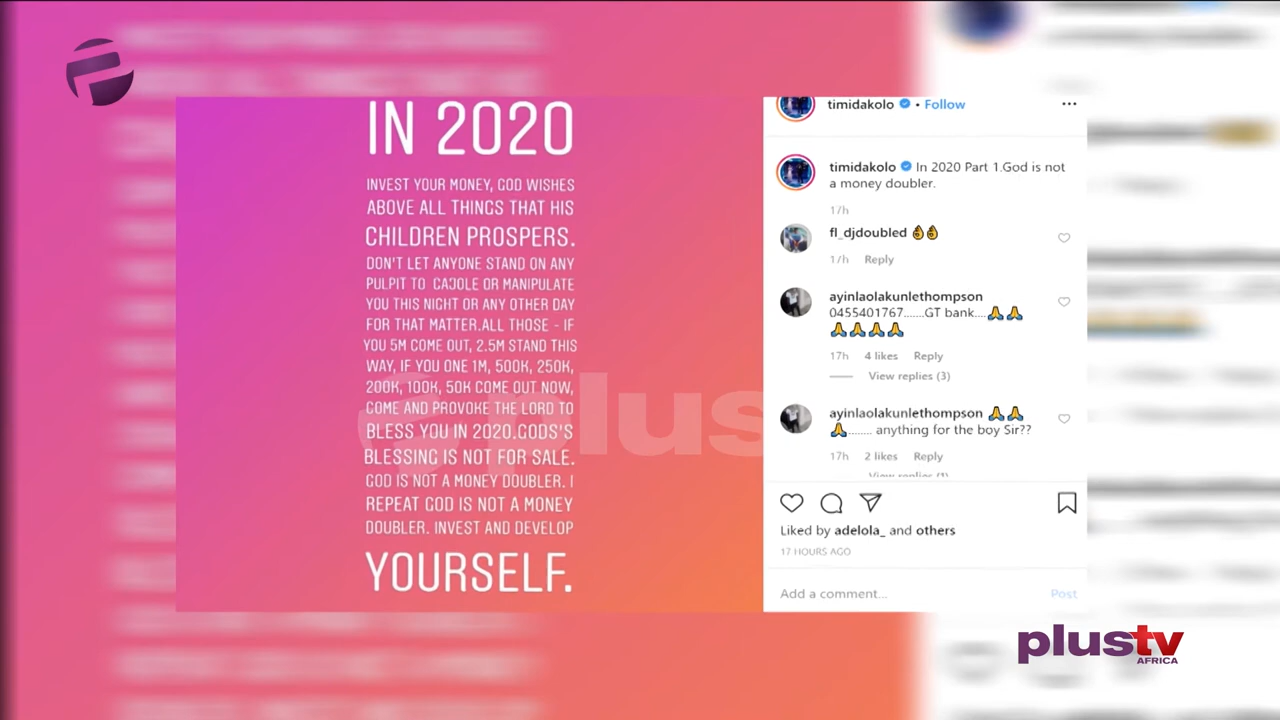 IN 2020
INVEST YOUR MONEY, GOD WISHES
ABOVE ALL THINGS THAT HIS
CHILDREN PROSPERS.
DON'T LET ANYONE STAND ON ANY
PULPIT TO CAJOLE OR MANIPULATE
YOU THIS NIGHT OR ANY OTHER DAY
FOR THAT MATTER.ALL THOSE - IF
YOU 5M COME OUT, 2.5M STAND THIS
WAY, IF YOU ONE 1M, 500K, 250K,
200K, 100K, 50K COME OUT NOW,
COME AND PROVOKE THE LORD TO
BLESS YOU IN 2020.GODS'S
BLESSING IS NOT FOR SALE.
GOD IS NOT A MONEY DOUBLER. I
REPEAT GOD IS NOT A MONEY
DOUBLER. INVEST AND DEVELOP
YOURSELF.
plus
timidakolo • Follow
timidakolo In 2020 Part 1.God is not
a money doubler.
17h
fl_djdoubled 👌👌
17h Reply
ayinlaolakunlethompson
0455401767.......GT bank....🙏🙏
🙏🙏🙏🙏
17h 4 likes Reply
View replies (3)
ayinlaolakunlethompson 🙏🙏
🙏........ anything for the boy Sir??
17h 2 likes Reply
View replies (1)
Liked by adelola_ and others
17 HOURS AGO
Add a comment... Post
plustv
AFRICA